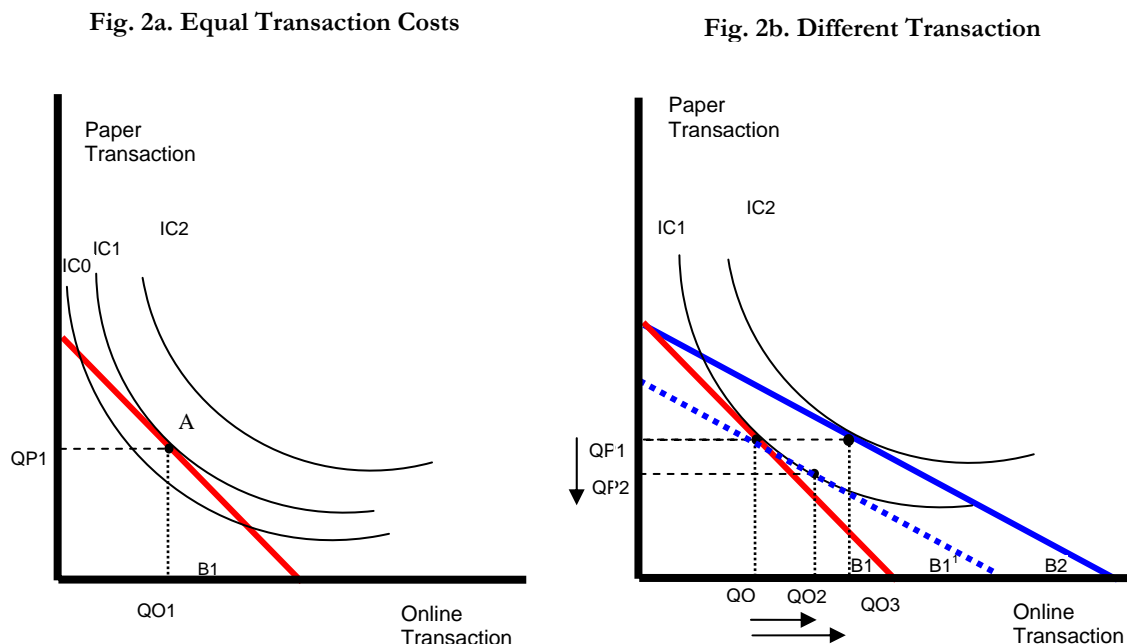 Fig. 2a. Equal Transaction Costs
Paper
Transaction
IC2
IC1
IC0
A
QP1
B1
QO1
Online
Transaction
Fig. 2b. Different Transaction
Paper
Transaction
IC2
IC1
QP1
QP2
B1
B1¹
B2
QO
QO2
QO3
Online
Transaction